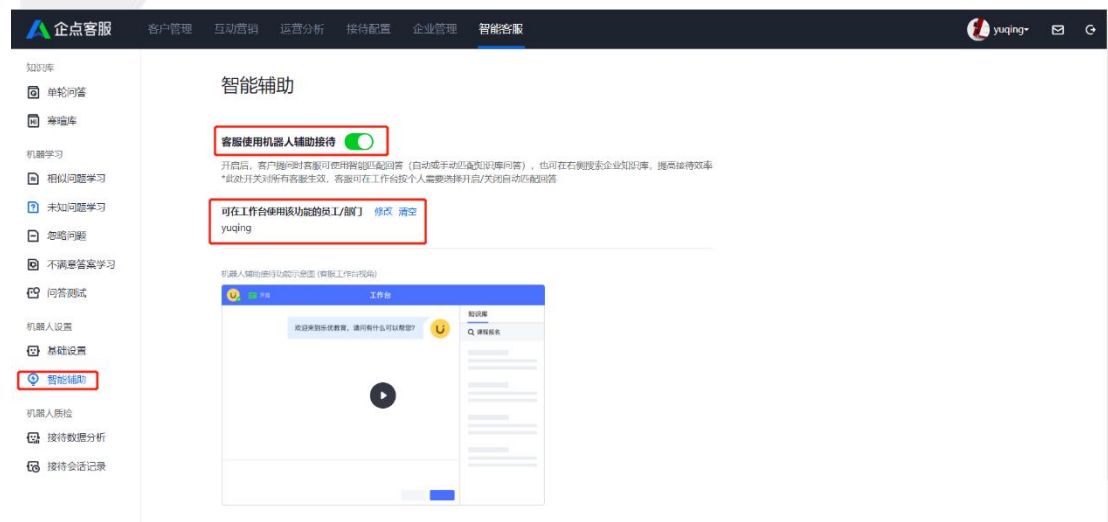 企点客服 客户管理 互动营销 运营分析 接待配置 企业管理 智能客服 yuqing
知识库
单轮问答
寒暄库
机器学习
相似问题学习
未知问题学习
忽略问题
不满意答案学习
问答测试
机器人设置
基础设置
智能辅助
机器人质检
接待数据分析
接待会话记录
智能辅助
客服使用机器人辅助接待
开启后，客户提问时客服可使用智能匹配回答（自动或手动匹配知识库问答），也可在右侧搜索企业知识库，提高接待效率
*此处开关对所有客服生效，客服可在工作台按个人需要选择开启/关闭自动匹配回答
可在工作台使用该功能的员工/部门 修改 清空
yuqing
机器人辅助接待功能示意图 (客服工作台视角)
工作台
欢迎来到乐优教育，请问有什么可以帮您?
知识库
课程报名